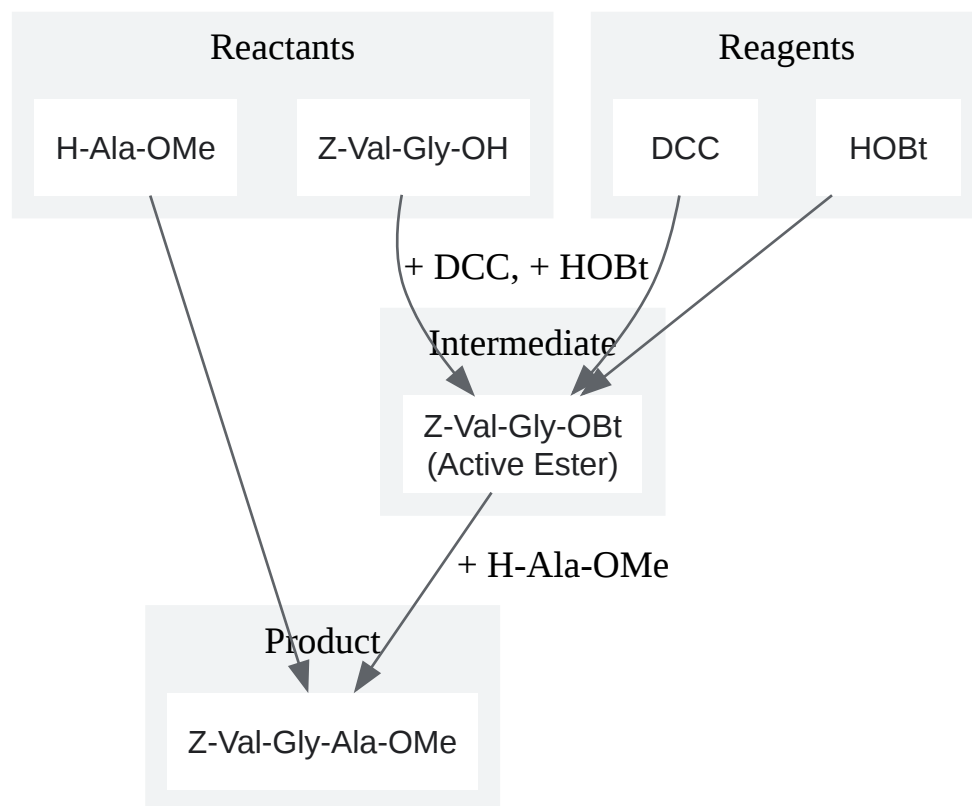 Reactants
Reagents
H-Ala-OMe
Z-Val-Gly-OH
DCC
HOBt
+ DCC, + HOBt
Intermediate
Z-Val-Gly-OBt
(Active Ester)
+ H-Ala-OMe
Product
Z-Val-Gly-Ala-OMe